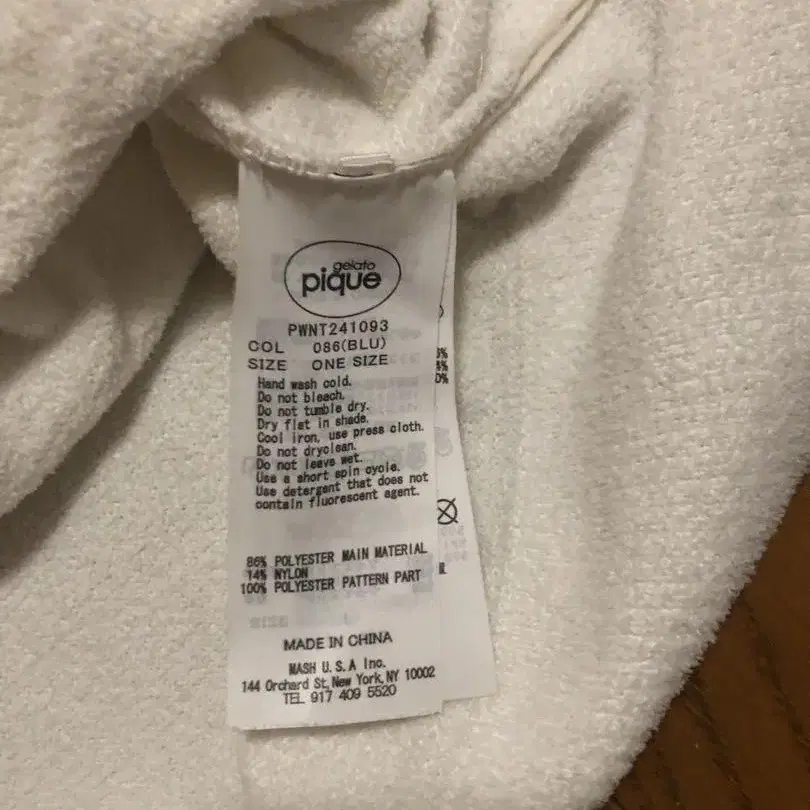 gelato
pique
PWNT241093
COL 086(BLU)
SIZE ONE SIZE
Hand wash cold.
Do not bleach.
Do not tumble dry.
Dry flat in shade.
Cool iron, use press cloth.
Do not dryclean.
Do not leave wet.
Use a short spin cycle.
Use detergent that does not
contain fluorescent agent.
86% POLYESTER MAIN MATERIAL
14% NYLON
100% POLYESTER PATTERN PART
MADE IN CHINA
MASH U.S.A Inc.
144 Orchard St, New York, NY 10002
TEL 917 409 5520